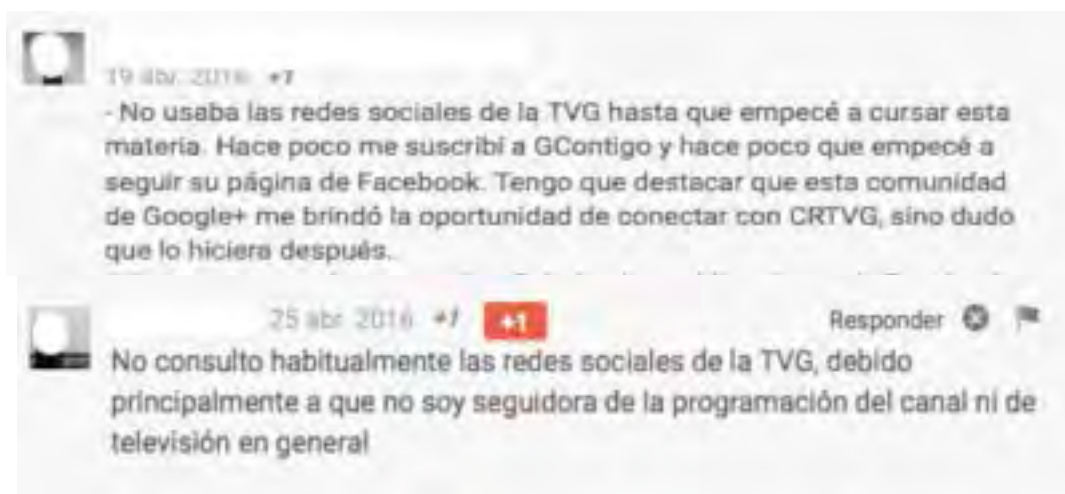 19 abr. 2016 +1
- No usaba las redes sociales de la TVG hasta que empecé a cursar esta
materia. Hace poco me suscribí a GContigo y hace poco que empecé a
seguir su página de Facebook. Tengo que destacar que esta comunidad
de Google+ me brindó la oportunidad de conectar con CRTVG, sino dudo
que lo hiciera después.
25 abr. 2016 +1 +1 Responder
No consulto habitualmente las redes sociales de la TVG, debido
principalmente a que no soy seguidora de la programación del canal ni de
televisión en general